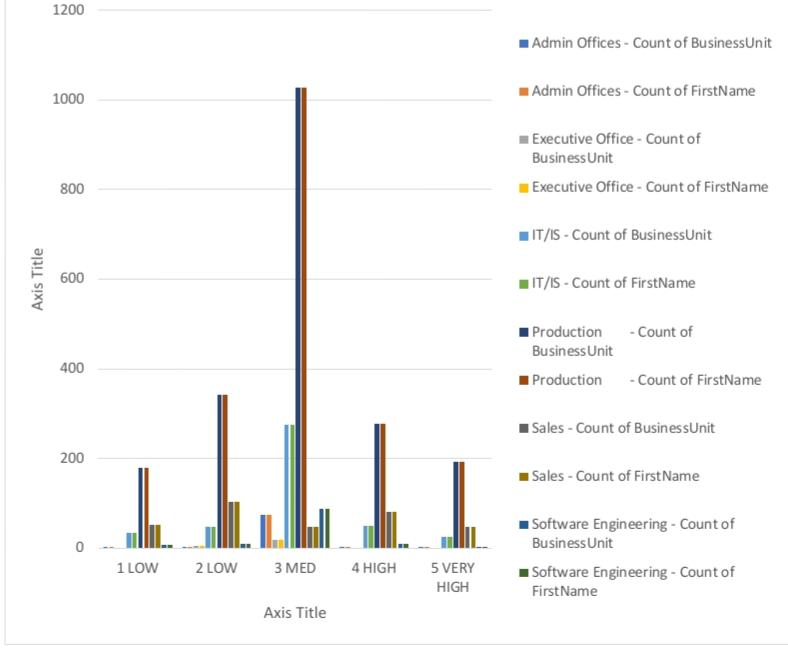 1200
1000
800
600
400
200
0
Axis Title
1 LOW
2 LOW
3 MED
4 HIGH
5 VERY
HIGH
Axis Title
Admin Offices - Count of BusinessUnit
Admin Offices - Count of FirstName
Executive Office - Count of
BusinessUnit
Executive Office - Count of FirstName
IT/IS - Count of BusinessUnit
IT/IS - Count of FirstName
Production - Count of
BusinessUnit
Production - Count of FirstName
Sales - Count of BusinessUnit
Sales - Count of FirstName
Software Engineering - Count of
BusinessUnit
Software Engineering - Count of
FirstName